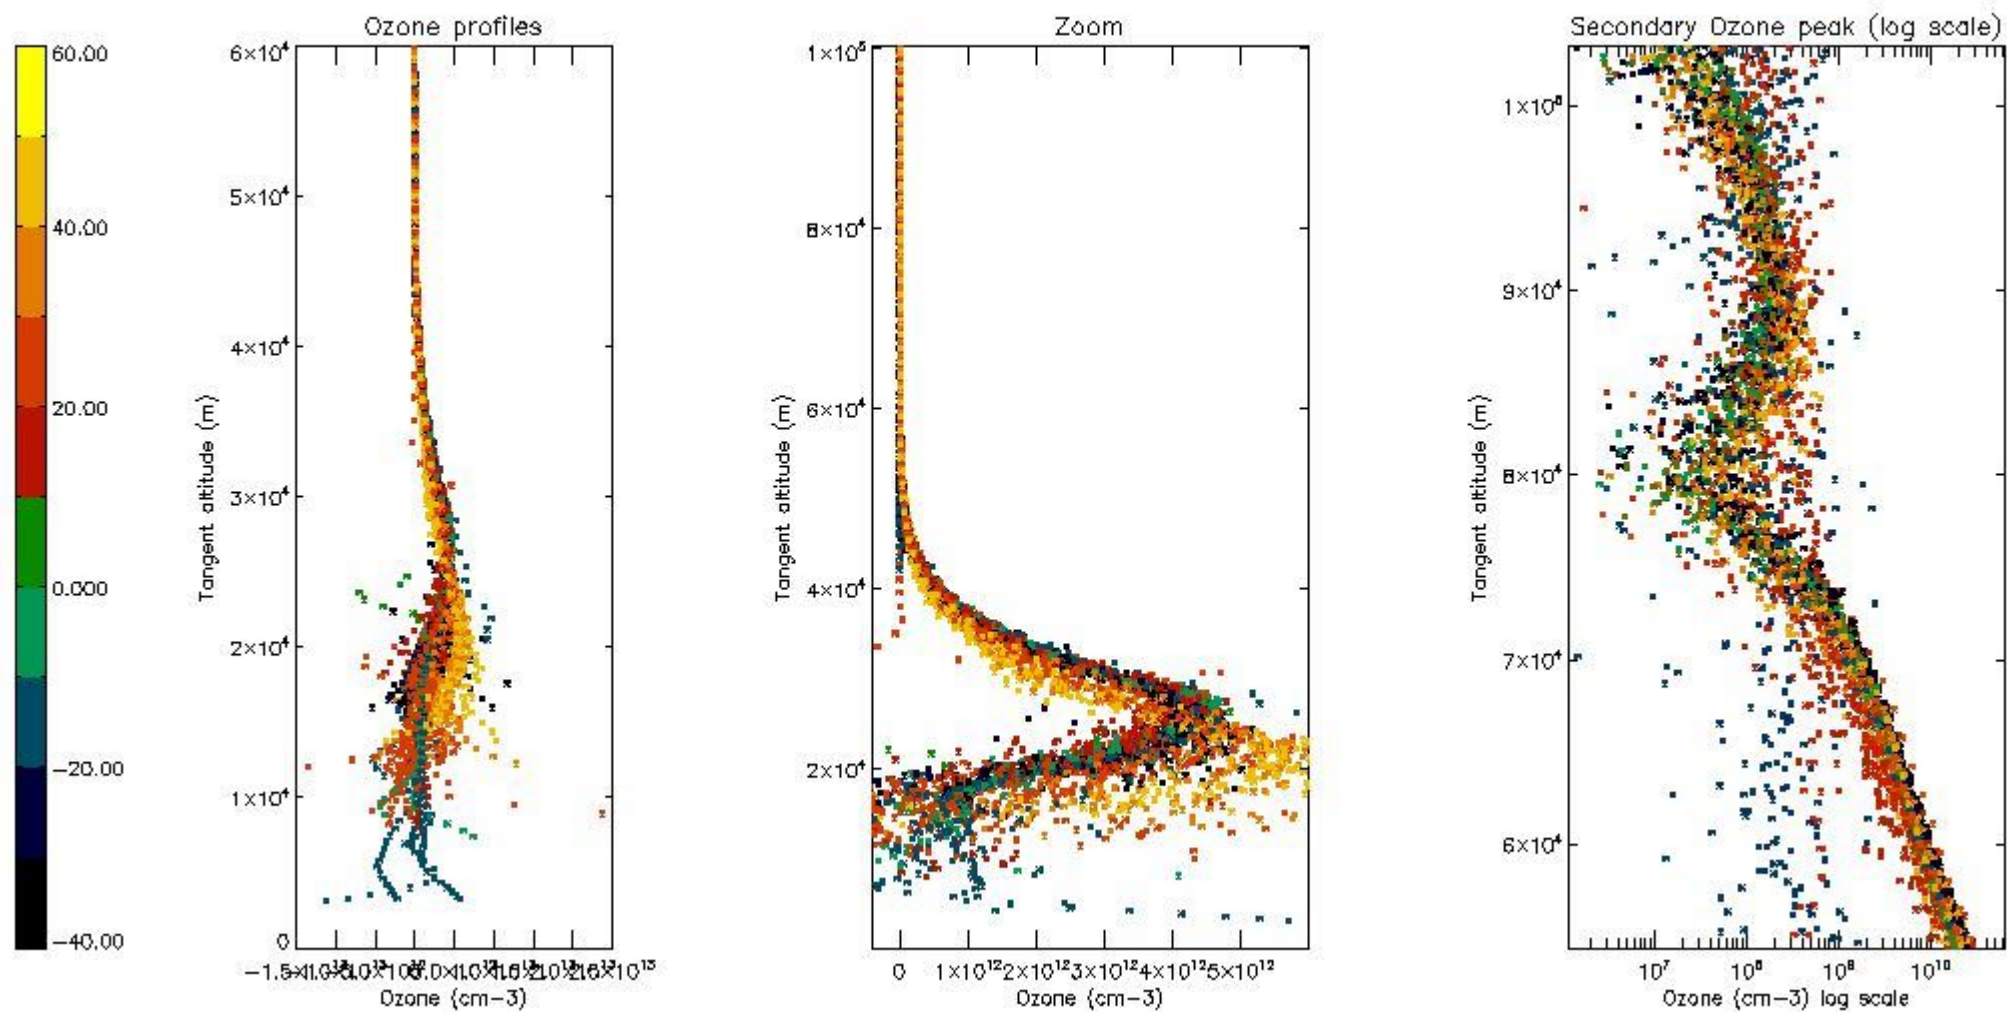 Ozone profiles
Zoom
Secondary Ozone peak (log scale)
60.00
40.00
20.00
0.000
−20.00
−40.00
6×10⁴
5×10⁴
4×10⁴
3×10⁴
2×10⁴
1×10⁴
0
Tangent altitude (m)
Ozone (cm−3)
1×10⁵
8×10⁴
6×10⁴
4×10⁴
2×10⁴
Tangent altitude (m)
0 1×10¹² 2×10¹² 3×10¹² 4×10¹² 5×10¹²
Ozone (cm−3)
9×10⁴
8×10⁴
7×10⁴
6×10⁴
Tangent altitude (m)
10⁷ 10⁸ 10⁹ 10¹⁰
Ozone (cm−3) log scale